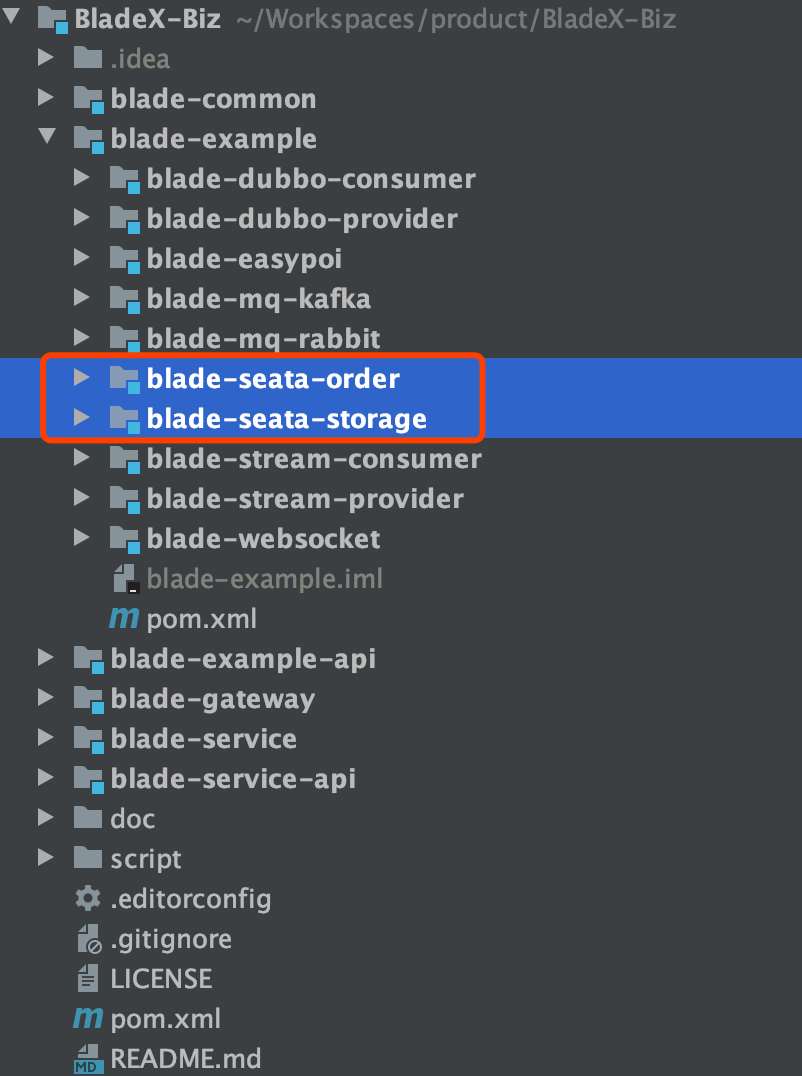 BladeX-Biz ~/Workspaces/product/BladeX-Biz
.idea
blade-common
blade-example
blade-dubbo-consumer
blade-dubbo-provider
blade-easypoi
blade-mq-kafka
blade-mq-rabbit
blade-seata-order
blade-seata-storage
blade-stream-consumer
blade-stream-provider
blade-websocket
blade-example.iml
m pom.xml
blade-example-api
blade-gateway
blade-service
blade-service-api
doc
script
.editorconfig
.gitignore
LICENSE
m pom.xml
MD README.md